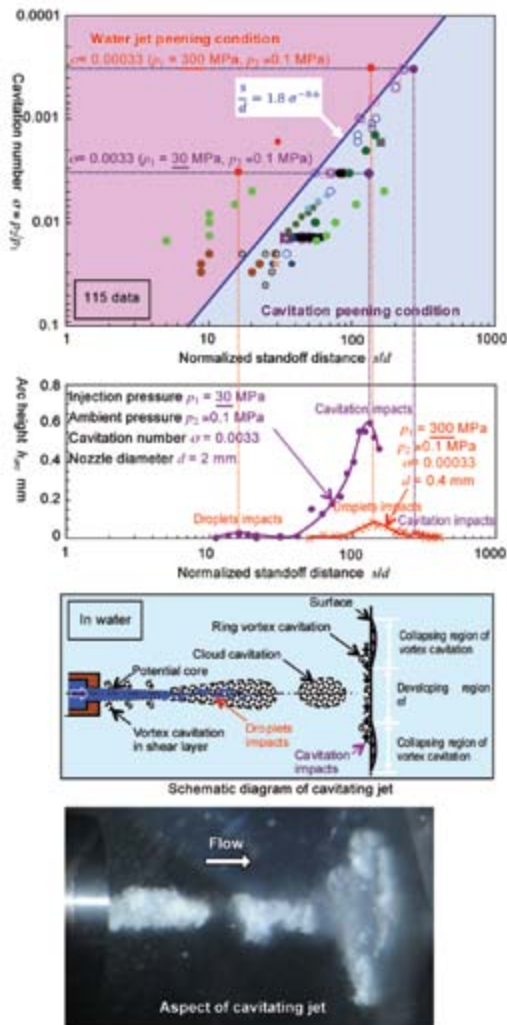 0.0001
Water jet peening condition
σ= 0.00033 (p₁ = 300 MPa, p₂ =0.1 MPa)
s/d = 1.8 σ⁻⁰·⁶
0.001
σ= 0.0033 (p₁ = 30 MPa, p₂ =0.1 MPa)
Cavitation number σ = p₂/p₁
0.01
115 data
Cavitation peening condition
0.1
1 10 100 1000
Normalized standoff distance s/d
0.8
Injection pressure p₁ = 30 MPa
Ambient pressure p₂ =0.1 MPa
Cavitation number σ = 0.0033
Nozzle diameter d = 2 mm
Cavitation impacts
p₁ = 300 MPa
p₂ =0.1 MPa
σ= 0.00033
d = 0.4 mm
0.6
0.4
0.2
0
Arc height mm
Droplets impacts
Droplets impacts
Cavitation impacts
1 10 100 1000
Normalized standoff distance s/d
In water
Surface
Ring vortex cavitation
Cloud cavitation
Potential core
Vortex cavitation
in shear layer
Droplets
impacts
Cavitation
impacts
Collapsing region of
vortex cavitation
Developing region
of
Collapsing region of
vortex cavitation
Schematic diagram of cavitating jet
Flow
Aspect of cavitating jet